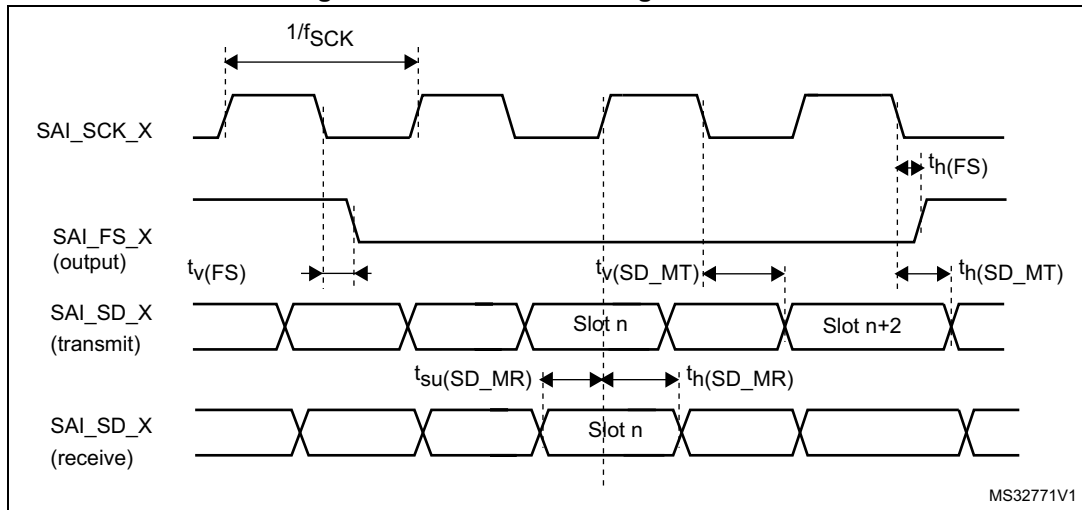 1/fSCK
SAI_SCK_X
th(FS)
SAI_FS_X
(output)
tv(FS)
tv(SD_MT)
th(SD_MT)
SAI_SD_X
(transmit)
Slot n
Slot n+2
tsu(SD_MR)
th(SD_MR)
SAI_SD_X
(receive)
Slot n
MS32771V1